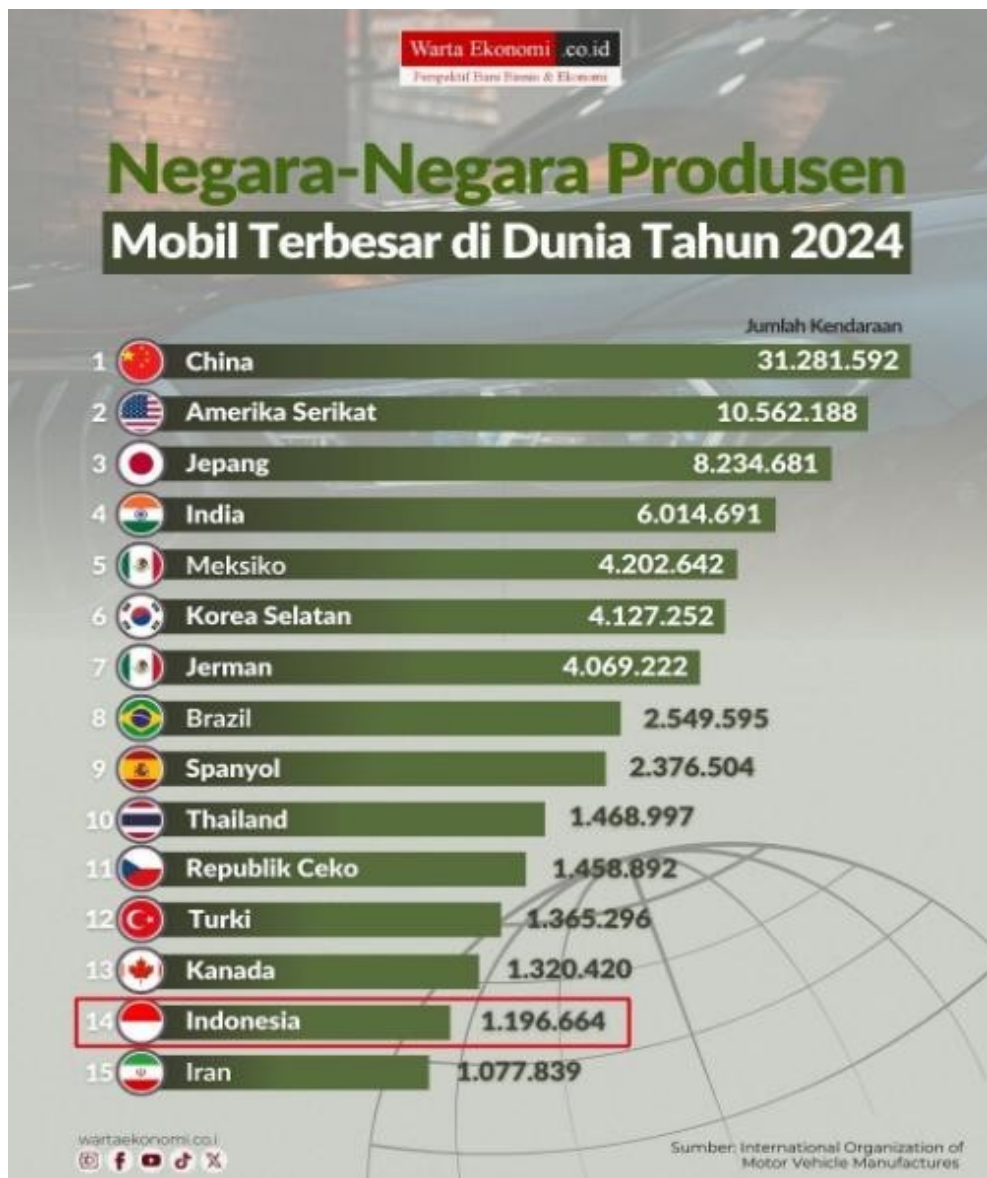 Warta Ekonomi .co.id
Perspektif Baru Bisnis & Ekonomi
Negara-Negara Produsen
Mobil Terbesar di Dunia Tahun 2024
Jumlah Kendaraan
1 China 31.281.592
2 Amerika Serikat 10.562.188
3 Jepang 8.234.681
4 India 6.014.691
5 Meksiko 4.202.642
6 Korea Selatan 4.127.252
7 Jerman 4.069.222
8 Brazil 2.549.595
9 Spanyol 2.376.504
10 Thailand 1.468.997
11 Republik Ceko 1.458.892
12 Turki 1.365.296
13 Kanada 1.320.420
14 Indonesia 1.196.664
15 Iran 1.077.839
wartaekonomi.co.i
Sumber: International Organization of
Motor Vehicle Manufactures